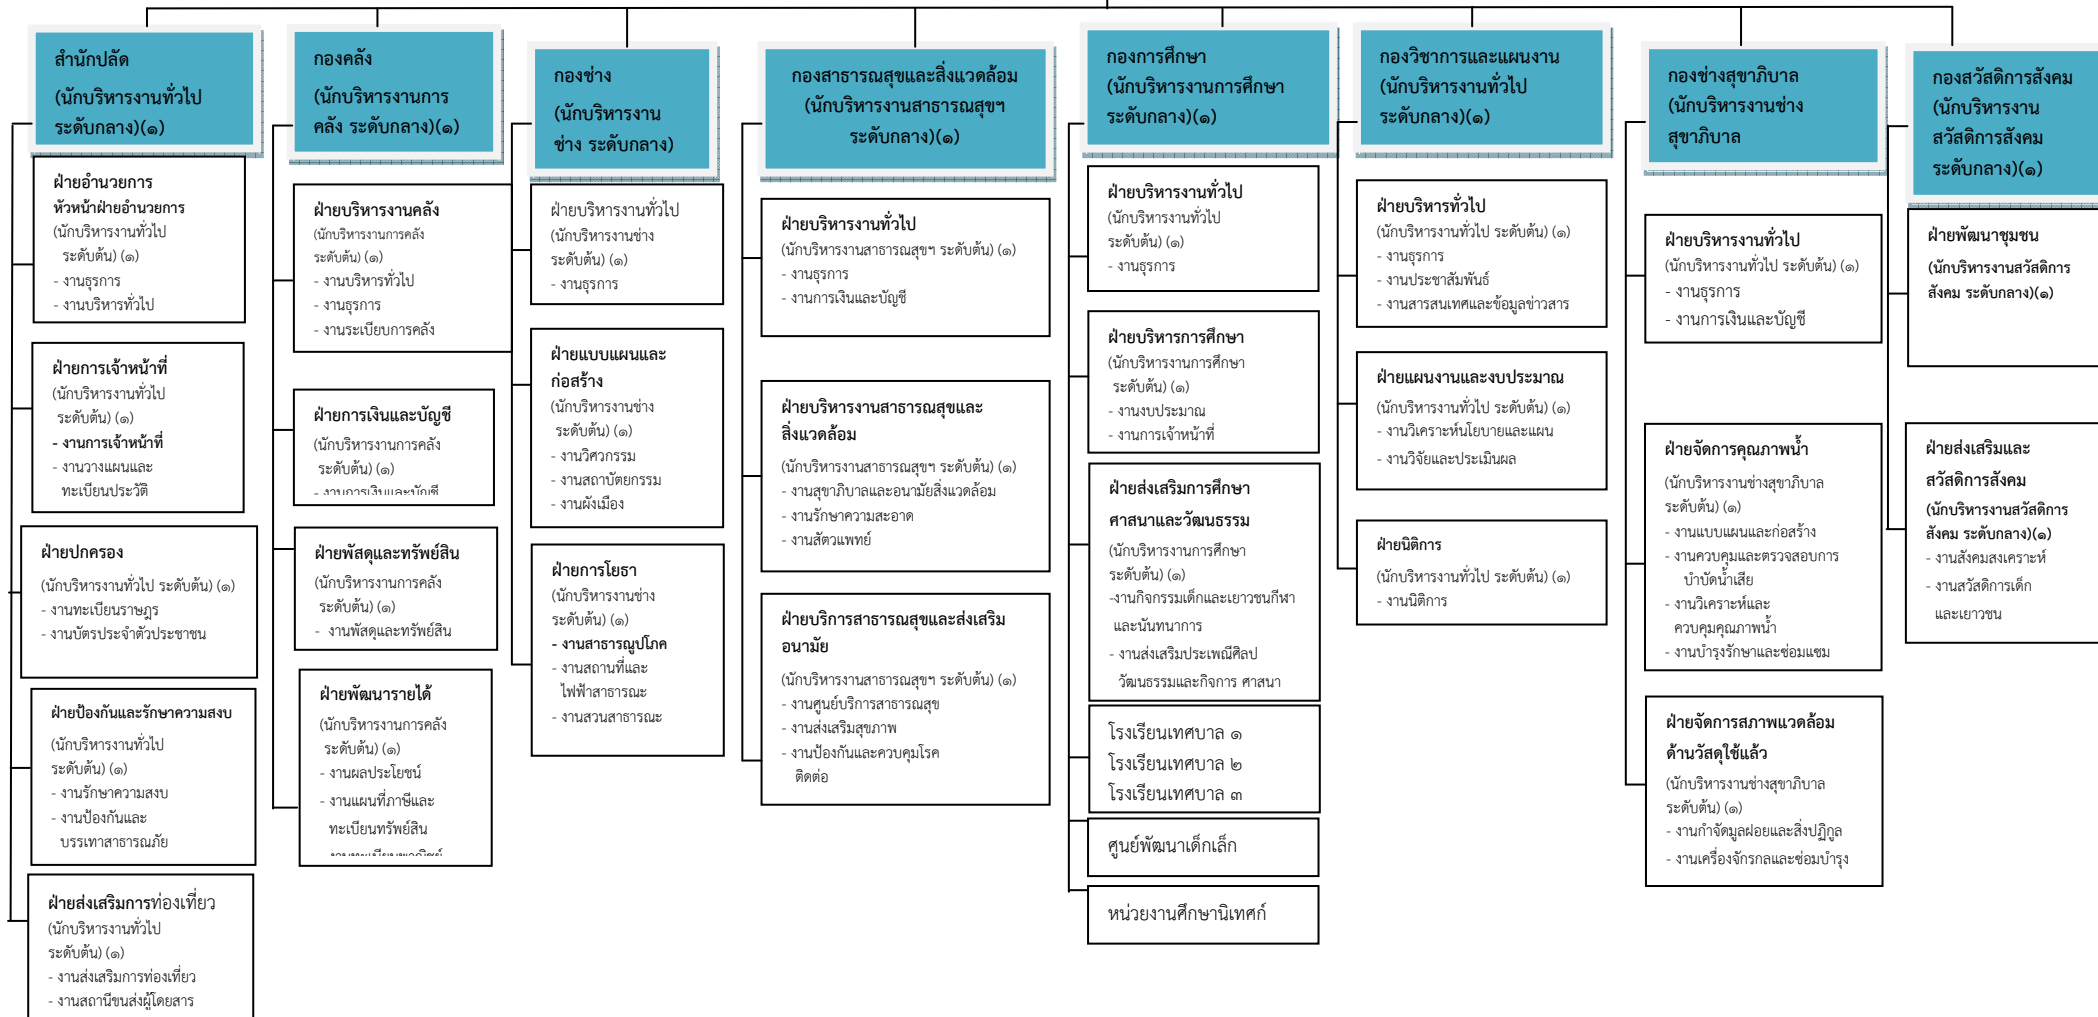 สำนักปลัด
(นักบริหารงานทั่วไป
ระดับกลาง)(๑)
ฝ่ายอำนวยการ
หัวหน้าฝ่ายอำนวยการ
(นักบริหารงานทั่วไป
ระดับต้น) (๑)
- งานธุรการ
- งานบริหารทั่วไป
ฝ่ายการเจ้าหน้าที่
(นักบริหารงานทั่วไป
ระดับต้น) (๑)
- งานการเจ้าหน้าที่
- งานวางแผนและ
ทะเบียนประวัติ
ฝ่ายปกครอง
(นักบริหารงานทั่วไป ระดับต้น) (๑)
- งานทะเบียนราษฎร
- งานบัตรประจำตัวประชาชน
ฝ่ายป้องกันและรักษาความสงบ
(นักบริหารงานทั่วไป
ระดับต้น) (๑)
- งานรักษาความสงบ
- งานป้องกันและ
บรรเทาสาธารณภัย
ฝ่ายส่งเสริมการท่องเที่ยว
(นักบริหารงานทั่วไป
ระดับต้น) (๑)
- งานส่งเสริมการท่องเที่ยว
- งานสถานีขนส่งผู้โดยสาร
กองคลัง
(นักบริหารงานการ
คลัง ระดับกลาง)(๑)
ฝ่ายบริหารงานคลัง
(นักบริหารงานการคลัง
ระดับต้น) (๑)
- งานบริหารทั่วไป
- งานธุรการ
- งานระเบียบการคลัง
ฝ่ายการเงินและบัญชี
(นักบริหารงานการคลัง
ระดับต้น) (๑)
- งานการเงินและบัญชี
ฝ่ายพัสดุและทรัพย์สิน
(นักบริหารงานการคลัง
ระดับต้น) (๑)
- งานพัสดุและทรัพย์สิน
ฝ่ายพัฒนารายได้
(นักบริหารงานการคลัง
ระดับต้น) (๑)
- งานผลประโยชน์
- งานแผนที่ภาษีและ
ทะเบียนทรัพย์สิน
- งานทะเบียนพาณิชย์
กองช่าง
(นักบริหารงาน
ช่าง ระดับกลาง)
ฝ่ายบริหารงานทั่วไป
(นักบริหารงานช่าง
ระดับต้น) (๑)
- งานธุรการ
ฝ่ายแบบแผนและ
ก่อสร้าง
(นักบริหารงานช่าง
ระดับต้น) (๑)
- งานวิศวกรรม
- งานสถาปัตยกรรม
- งานผังเมือง
ฝ่ายการโยธา
(นักบริหารงานช่าง
ระดับต้น) (๑)
- งานสาธารณูปโภค
- งานสถานที่และ
ไฟฟ้าสาธารณะ
- งานสวนสาธารณะ
กองสาธารณสุขและสิ่งแวดล้อม
(นักบริหารงานสาธารณสุขฯ
ระดับกลาง)(๑)
ฝ่ายบริหารงานทั่วไป
(นักบริหารงานสาธารณสุขฯ ระดับต้น) (๑)
- งานธุรการ
- งานการเงินและบัญชี
ฝ่ายบริหารงานสาธารณสุขและ
สิ่งแวดล้อม
(นักบริหารงานสาธารณสุขฯ ระดับต้น) (๑)
- งานสุขาภิบาลและอนามัยสิ่งแวดล้อม
- งานรักษาความสะอาด
- งานสัตวแพทย์
ฝ่ายบริการสาธารณสุขและส่งเสริม
อนามัย
(นักบริหารงานสาธารณสุขฯ ระดับต้น) (๑)
- งานศูนย์บริการสาธารณสุข
- งานส่งเสริมสุขภาพ
- งานป้องกันและควบคุมโรค
ติดต่อ
กองการศึกษา
(นักบริหารงานการศึกษา
ระดับกลาง)(๑)
ฝ่ายบริหารงานทั่วไป
(นักบริหารงานทั่วไป
ระดับต้น) (๑)
- งานธุรการ
ฝ่ายบริหารการศึกษา
(นักบริหารงานการศึกษา
ระดับต้น) (๑)
- งานงบประมาณ
- งานการเจ้าหน้าที่
ฝ่ายส่งเสริมการศึกษา
ศาสนาและวัฒนธรรม
(นักบริหารงานการศึกษา
ระดับต้น) (๑)
-งานกิจกรรมเด็กและเยาวชนกีฬา
และนันทนาการ
- งานส่งเสริมประเพณีศิลป
วัฒนธรรมและกิจการ ศาสนา
โรงเรียนเทศบาล ๑
โรงเรียนเทศบาล ๒
โรงเรียนเทศบาล ๓
ศูนย์พัฒนาเด็กเล็ก
หน่วยงานศึกษานิเทศก์
กองวิชาการและแผนงาน
(นักบริหารงานทั่วไป
ระดับกลาง)(๑)
ฝ่ายบริหารทั่วไป
(นักบริหารงานทั่วไป ระดับต้น) (๑)
- งานธุรการ
- งานประชาสัมพันธ์
- งานสารสนเทศและข้อมูลข่าวสาร
ฝ่ายแผนงานและงบประมาณ
(นักบริหารงานทั่วไป ระดับต้น) (๑)
- งานวิเคราะห์นโยบายและแผน
- งานวิจัยและประเมินผล
ฝ่ายนิติการ
(นักบริหารงานทั่วไป ระดับต้น) (๑)
- งานนิติการ
กองช่างสุขาภิบาล
(นักบริหารงานช่าง
สุขาภิบาล
ฝ่ายบริหารงานทั่วไป
(นักบริหารงานทั่วไป ระดับต้น) (๑)
- งานธุรการ
- งานการเงินและบัญชี
ฝ่ายจัดการคุณภาพน้ำ
(นักบริหารงานช่างสุขาภิบาล
ระดับต้น) (๑)
- งานแบบแผนและก่อสร้าง
- งานควบคุมและตรวจสอบการ
บำบัดน้ำเสีย
- งานวิเคราะห์และ
ควบคุมคุณภาพน้ำ
- งานบำรุงรักษาและซ่อมแซม
ฝ่ายจัดการสภาพแวดล้อม
ด้านวัสดุใช้แล้ว
(นักบริหารงานช่างสุขาภิบาล
ระดับต้น) (๑)
- งานกำจัดมูลฝอยและสิ่งปฏิกูล
- งานเครื่องจักรกลและซ่อมบำรุง
กองสวัสดิการสังคม
(นักบริหารงาน
สวัสดิการสังคม
ระดับกลาง)(๑)
ฝ่ายพัฒนาชุมชน
(นักบริหารงานสวัสดิการ
สังคม ระดับกลาง)(๑)
ฝ่ายส่งเสริมและ
สวัสดิการสังคม
(นักบริหารงานสวัสดิการ
สังคม ระดับกลาง)(๑)
- งานสังคมสงเคราะห์
- งานสวัสดิการเด็ก
และเยาวชน